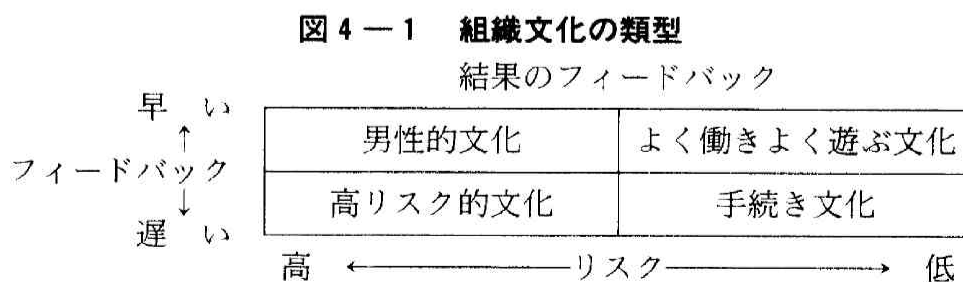 図4－1　組織文化の類型
結果のフィードバック
早　い
↑
男性的文化　よく働きよく遊ぶ文化
フィードバック
↓
高リスク的文化　手続き文化
遅　い
高　←リスク→　低